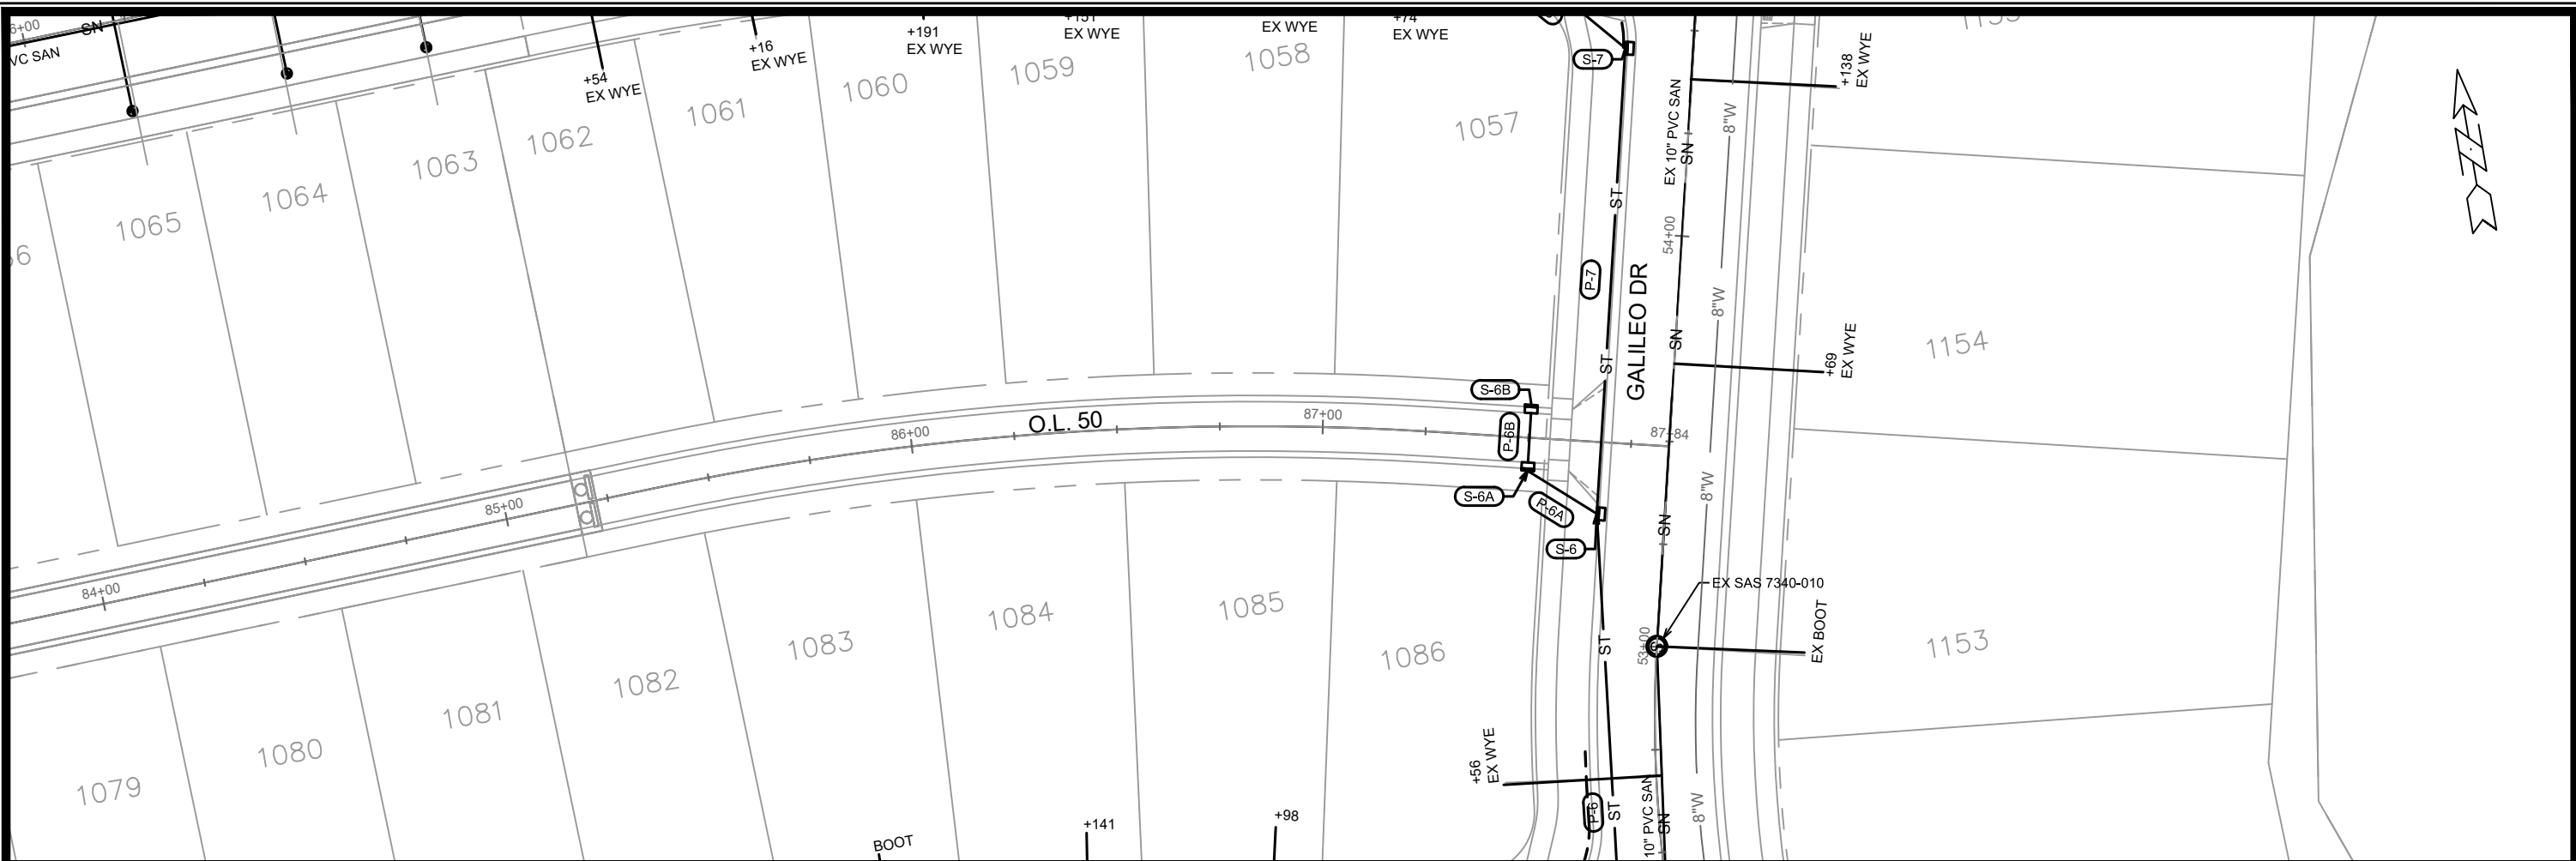 VC SAN
SN
+54
EX WYE
+16
EX WYE
+191
EX WYE
+151
EX WYE
EX WYE
+74
EX WYE
S-7
+138
EX WYE
1065
1064
1063
1062
1061
1060
1059
1058
1057
EX 10" PVC SAN
SN
8"W
ST
54+00
P-7
GALILEO DR
8"W
SN
ST
+69
EX WYE
1154
S-6B
P-6B
O.L. 50
84+00
85+00
86+00
87+00
87+84
S-6A
P-6A
S-6
SN
8"W
EX SAS 7340-010
53+00
EX BOOT
ST
1153
1079
1080
1081
1082
1083
1084
1085
1086
+56
EX WYE
P-6
ST
10" PVC SAN
SN
8"W
BOOT
+141
+98